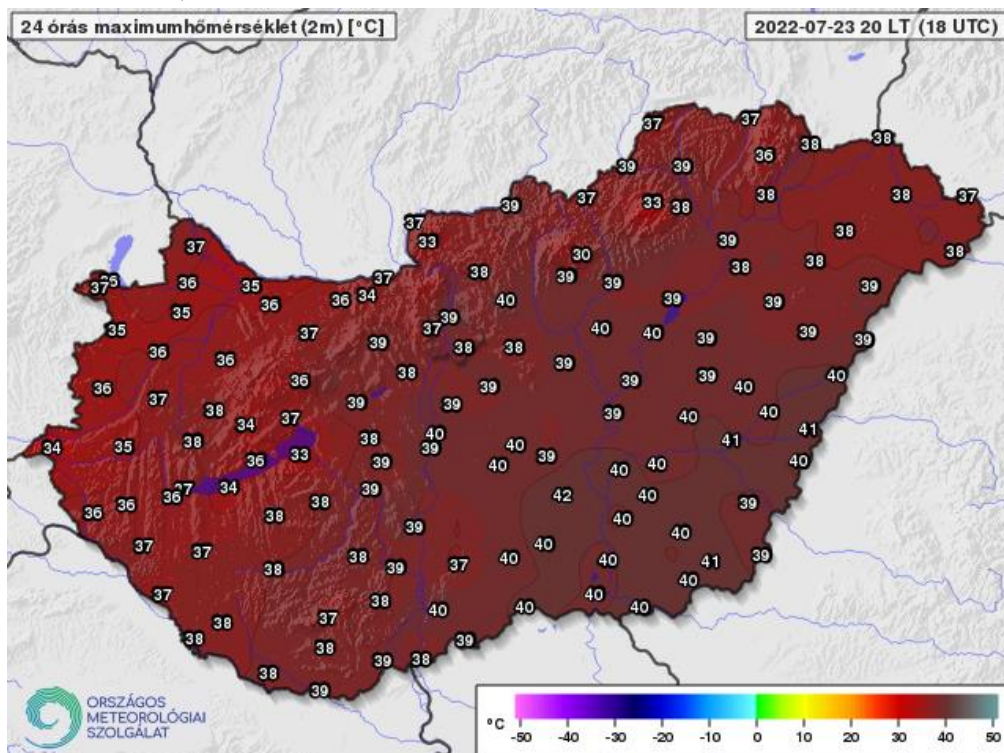 24 órás maximumhőmérséklet (2m) [°C]
2022-07-23 20 LT (18 UTC)
37 37 38 38
36
39 39
33 38 37 38 38 37
39
37 33
37 39 38 38
30
38 39 39 38 38
37 36
36 35 37
36 36 34 40 39 39 39
35
35 37 39 37 39 40 40 39 39 39
36 36 38 38
36 36 38 39 39 39 39 40 40
37 38 39 39 39 40 40
34 37
34 35 38 38 40 39 40 39 41 41
36 33 39 40 40 40 40
37 34 39 42 40 39
36 36 36 38 38
39 40 40
37 37 38 38 39 37 40 40 40 41 39
37 38 40 40 40 40 40
38 38 37 38 39
38 39 39 38
ORSZÁGOS
METEOROLÓGIAI
SZOLGÁLAT
°C
-50 -40 -30 -20 -10 0 10 20 30 40 50